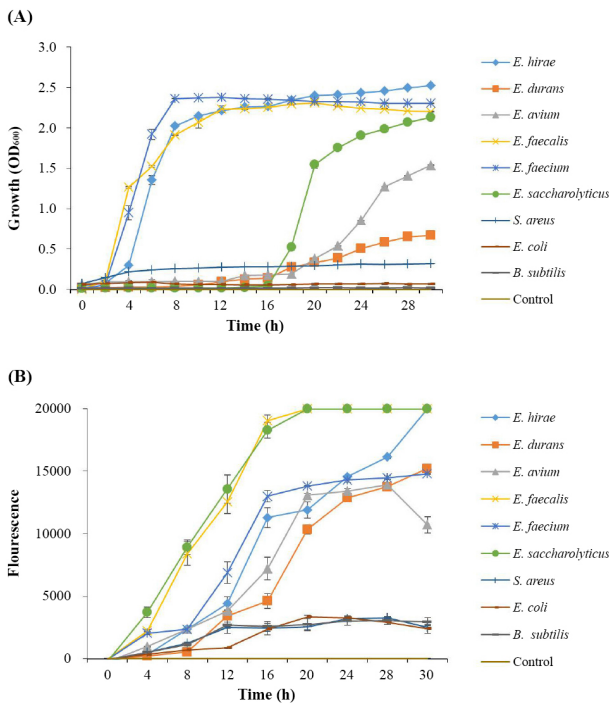 (A)
3.0
2.5
2.0
1.5
1.0
0.5
0.0
Growth (OD600)
0 4 8 12 16 20 24 28
Time (h)
E. hirae
E. durans
E. avium
E. faecalis
E. faecium
E. saccharolyticus
S. areus
E. coli
B. subtilis
Control
(B)
20000
15000
10000
5000
0
Flourescence
0 4 8 12 16 20 24 28 30
Time (h)
E. hirae
E. durans
E. avium
E. faecalis
E. faecium
E. saccharolyticus
S. areus
E. coli
B. subtilis
Control